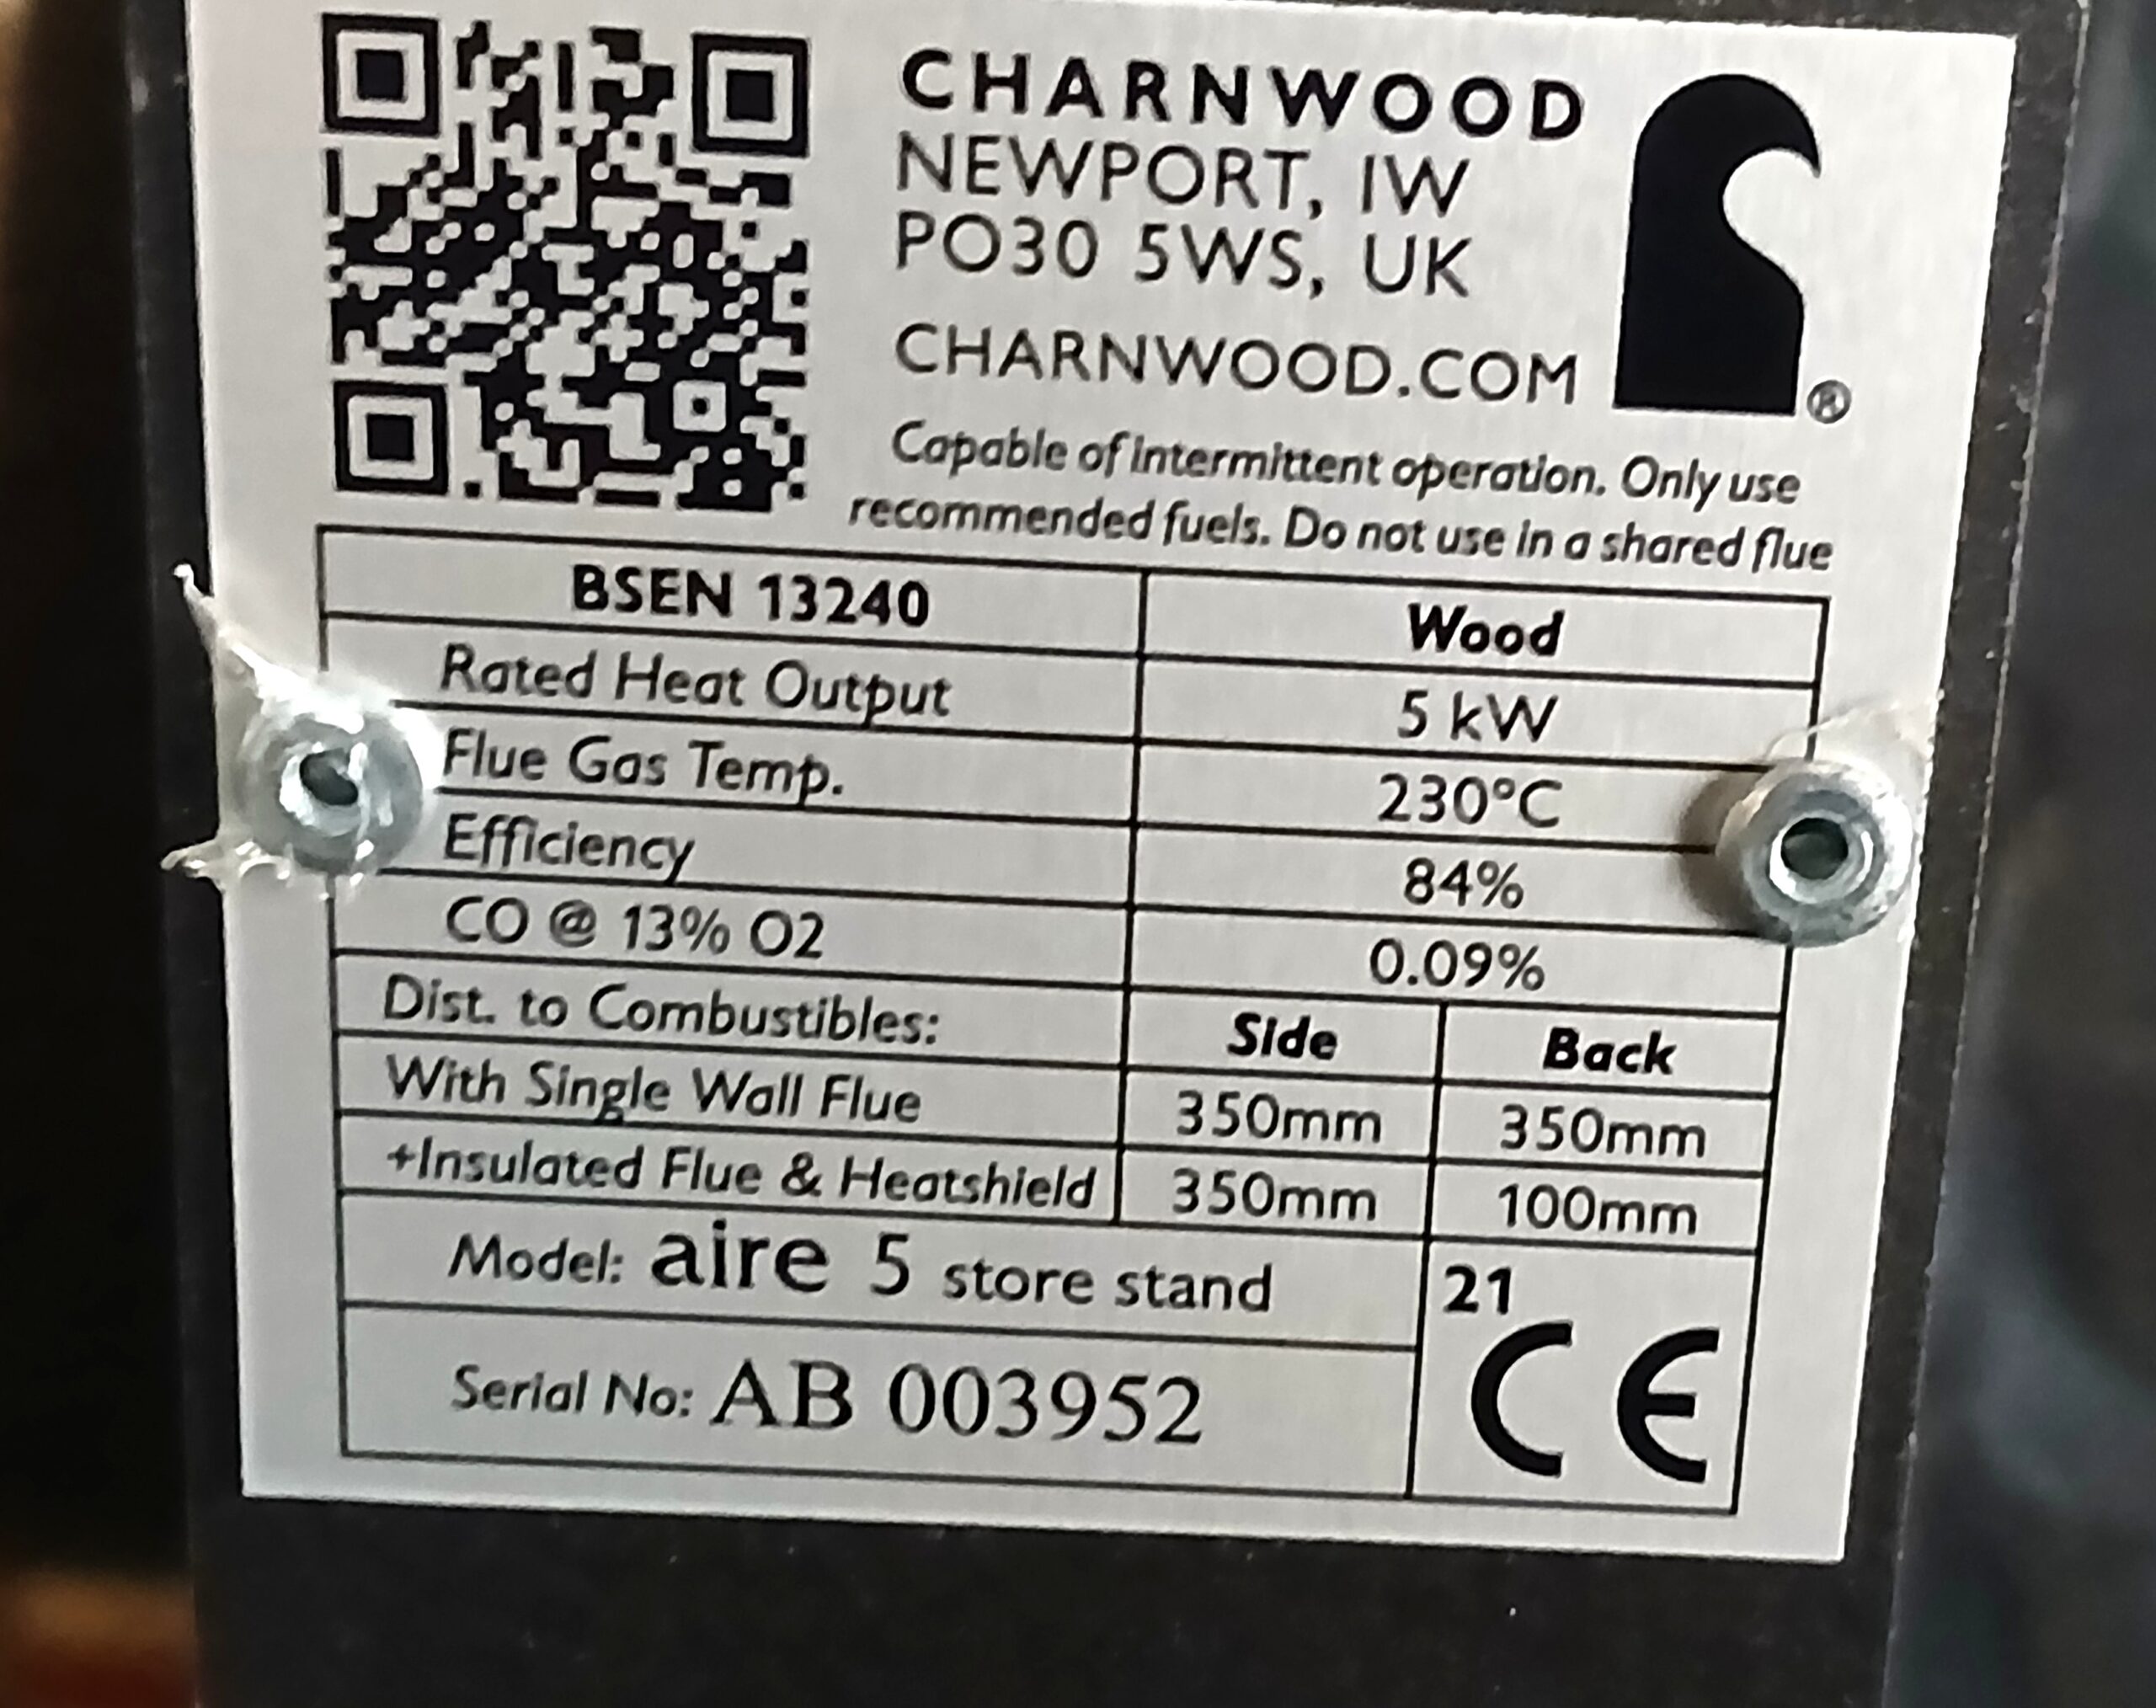 CHARNWOOD
NEWPORT, IW
PO30 5WS, UK
CHARNWOOD.COM
®
Capable of intermittent operation. Only use
recommended fuels. Do not use in a shared flue
BSEN 13240 Wood
Rated Heat Output 5 kW
Flue Gas Temp. 230°C
Efficiency 84%
CO @ 13% O2 0.09%
Dist. to Combustibles: Side Back
With Single Wall Flue 350mm 350mm
+Insulated Flue & Heatshield 350mm 100mm
Model: aire 5 store stand
21
CE
Serial No: AB 003952